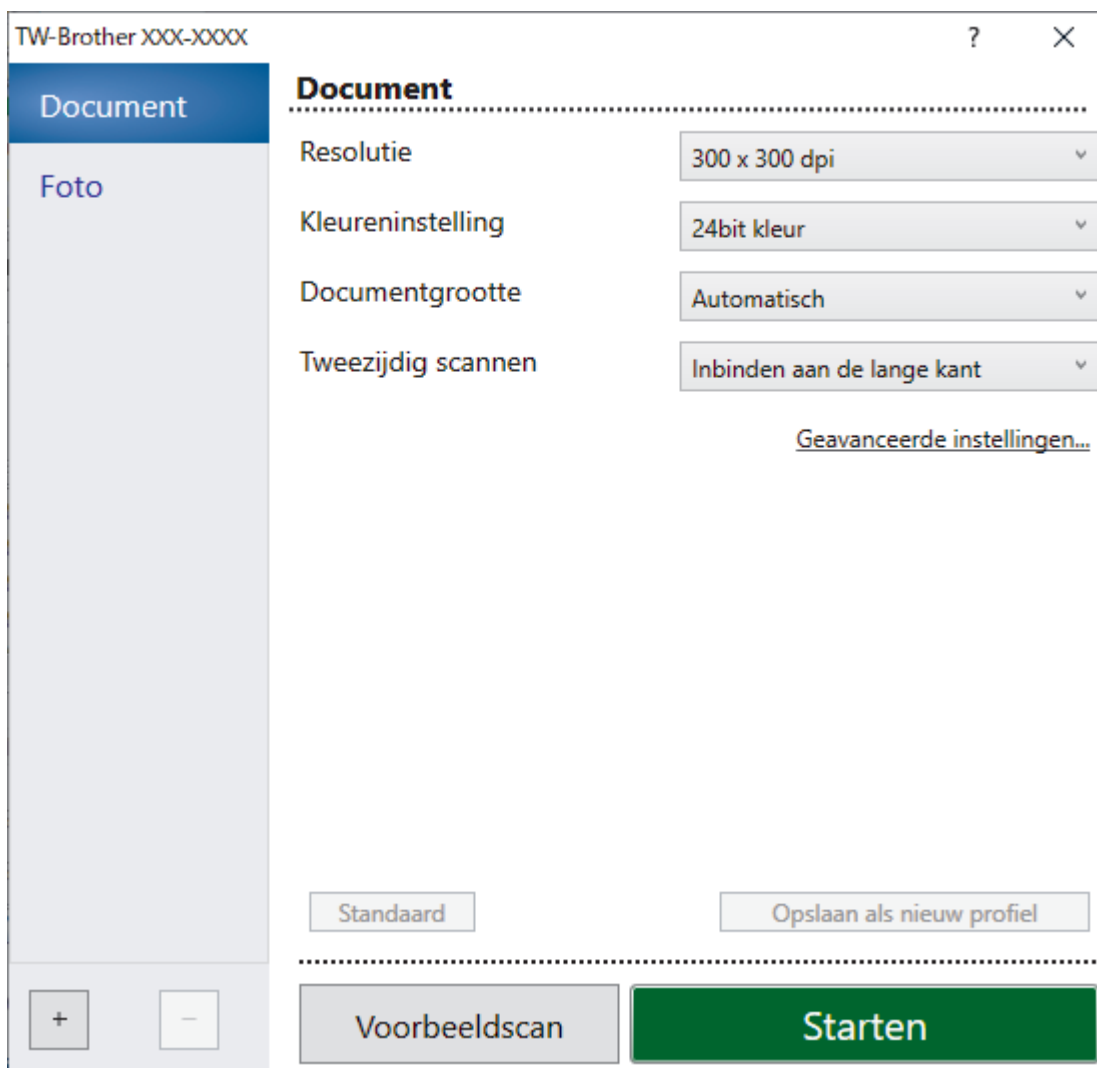 TW-Brother XXX-XXXX ?
Document
Foto
Document
Resolutie 300 x 300 dpi
Kleureninstelling 24bit kleur
Documentgrootte Automatisch
Tweezijdig scannen Inbinden aan de lange kant
Geavanceerde instellingen...
Standaard Opslaan als nieuw profiel
+ − Voorbeeldscan Starten